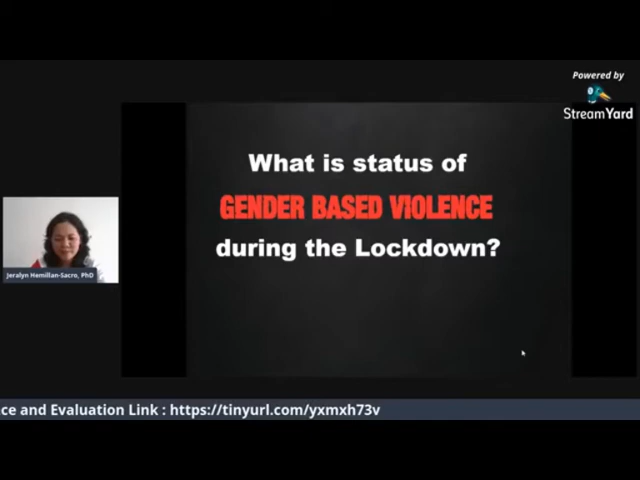 Powered by
StreamYard
What is status of
GENDER BASED VIOLENCE
during the Lockdown?
Jeralyn Hemillan-Sacro, PhD
ce and Evaluation Link : https://tinyurl.com/yxmxh73v